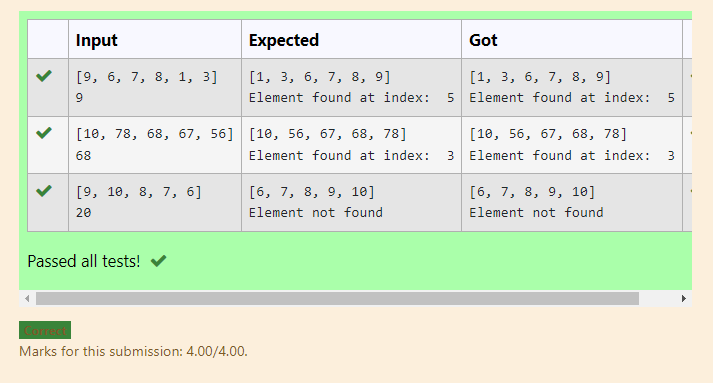 Input Expected Got
[9, 6, 7, 8, 1, 3] [1, 3, 6, 7, 8, 9] [1, 3, 6, 7, 8, 9]
9 Element found at index:  5 Element found at index:  5
[10, 78, 68, 67, 56] [10, 56, 67, 68, 78] [10, 56, 67, 68, 78]
68 Element found at index:  3 Element found at index:  3
[9, 10, 8, 7, 6] [6, 7, 8, 9, 10] [6, 7, 8, 9, 10]
20 Element not found Element not found
Passed all tests!
Correct
Marks for this submission: 4.00/4.00.